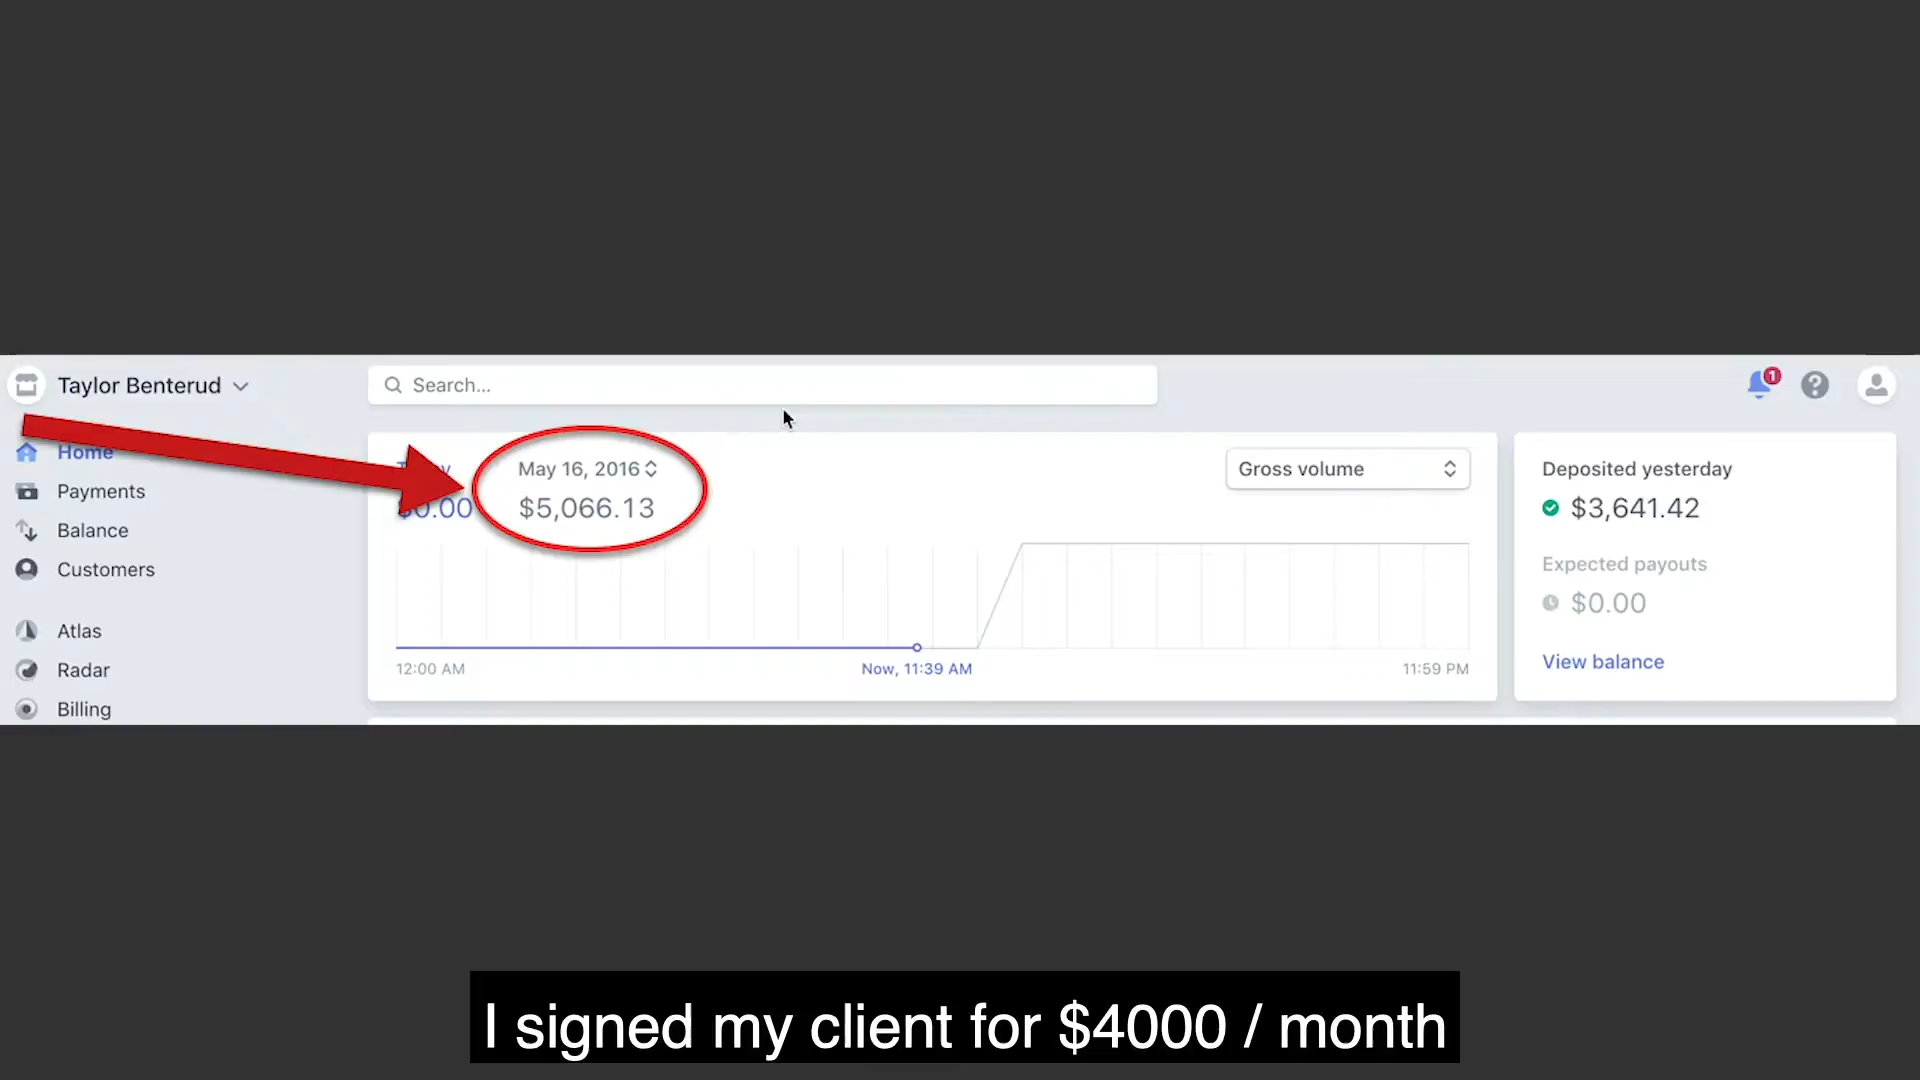 Taylor Benterud
Search...
1
Home
Payments
Balance
Customers
Atlas
Radar
Billing
May 16, 2016
$0.00
$5,066.13
Gross volume
12:00 AM
Now, 11:39 AM
11:59 PM
Deposited yesterday
$3,641.42
Expected payouts
$0.00
View balance
I signed my client for $4000 / month